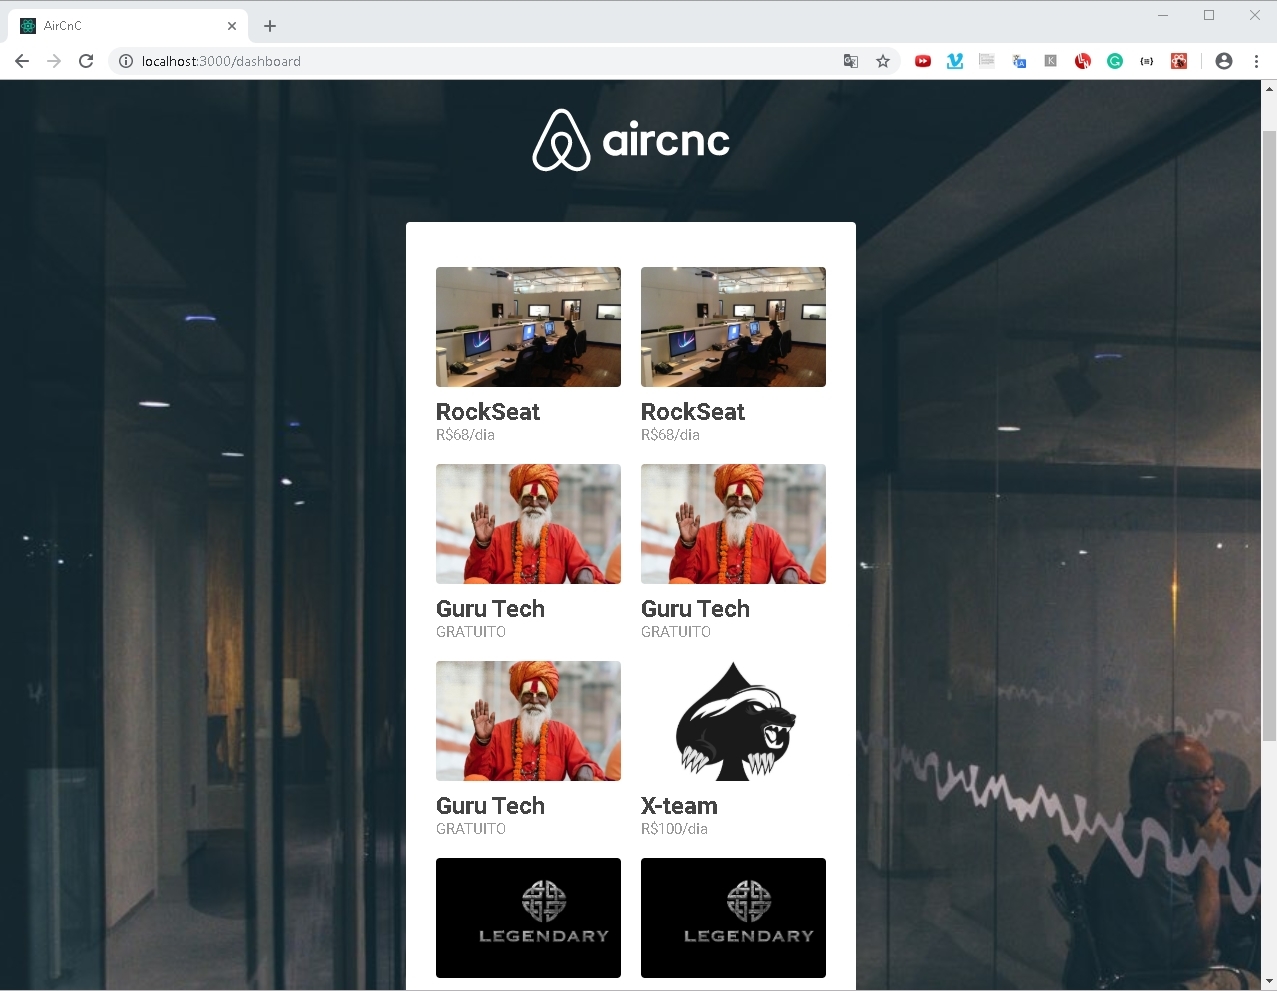 AirCnC
localhost:3000/dashboard
aircnc
RockSeat
R$68/dia
RockSeat
R$68/dia
Guru Tech
GRATUITO
Guru Tech
GRATUITO
Guru Tech
GRATUITO
X-team
R$100/dia
LEGENDARY
LEGENDARY